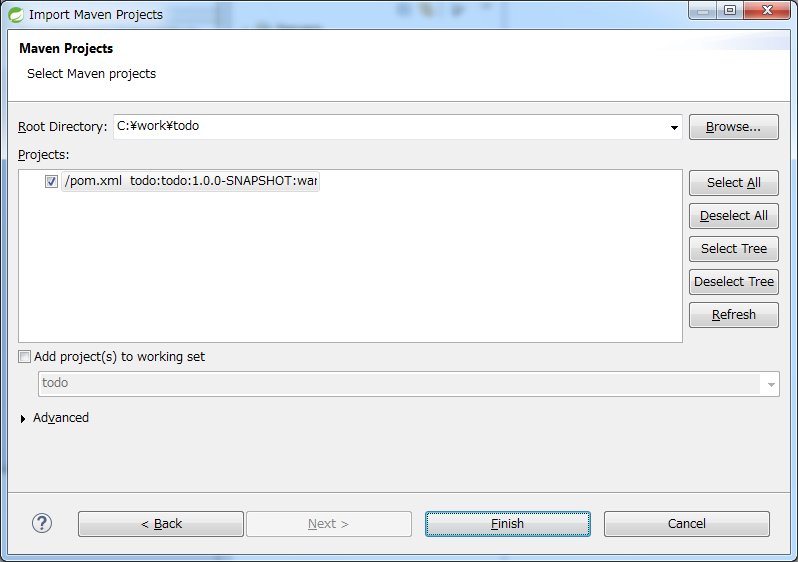 Import Maven Projects
Maven Projects
Select Maven projects
Root Directory: C:¥work¥todo Browse...
Projects:
/pom.xml todo:todo:1.0.0-SNAPSHOT:war
Select All
Deselect All
Select Tree
Deselect Tree
Refresh
Add project(s) to working set
todo
Advanced
? < Back Next > Finish Cancel